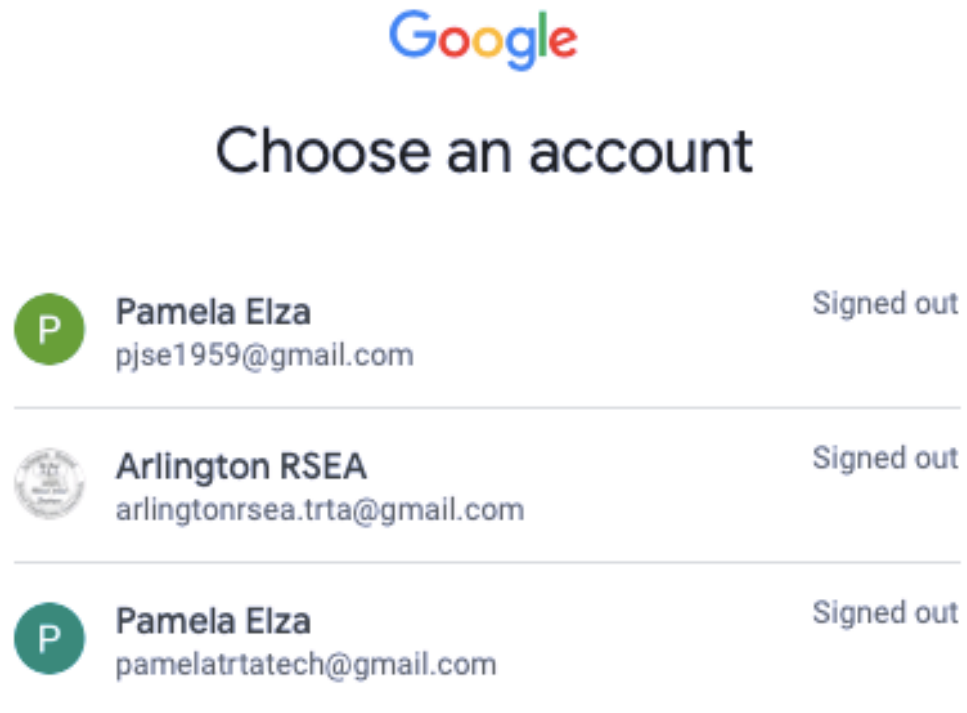 Google
Choose an account
P
Pamela Elza
Signed out
pjse1959@gmail.com
Arlington RSEA
Signed out
arlingtonrsea.trta@gmail.com
P
Pamela Elza
Signed out
pamelatrtatech@gmail.com